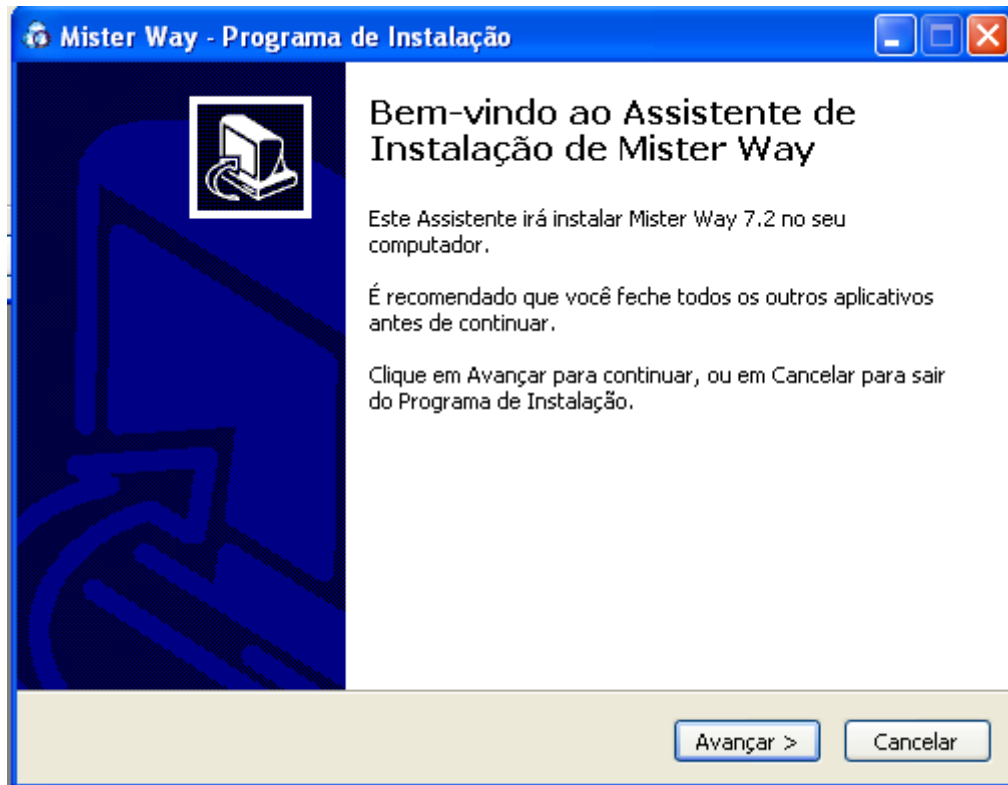 Mister Way - Programa de Instalação
Bem-vindo ao Assistente de
Instalação de Mister Way
Este Assistente irá instalar Mister Way 7.2 no seu
computador.
É recomendado que você feche todos os outros aplicativos
antes de continuar.
Clique em Avançar para continuar, ou em Cancelar para sair
do Programa de Instalação.
Avançar >
Cancelar